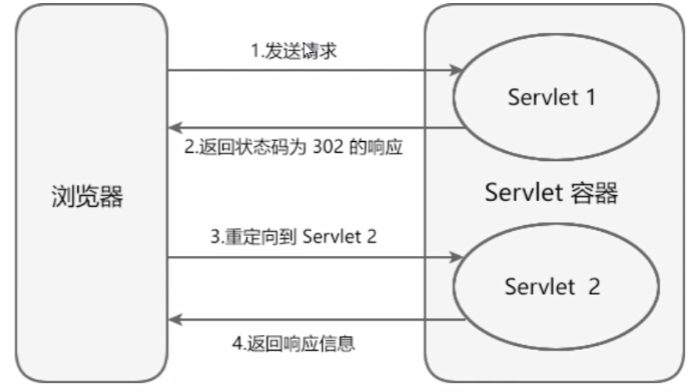 1.发送请求
Servlet 1
2.返回状态码为 302 的响应
浏览器
Servlet 容器
3.重定向到 Servlet 2
Servlet 2
4.返回响应信息